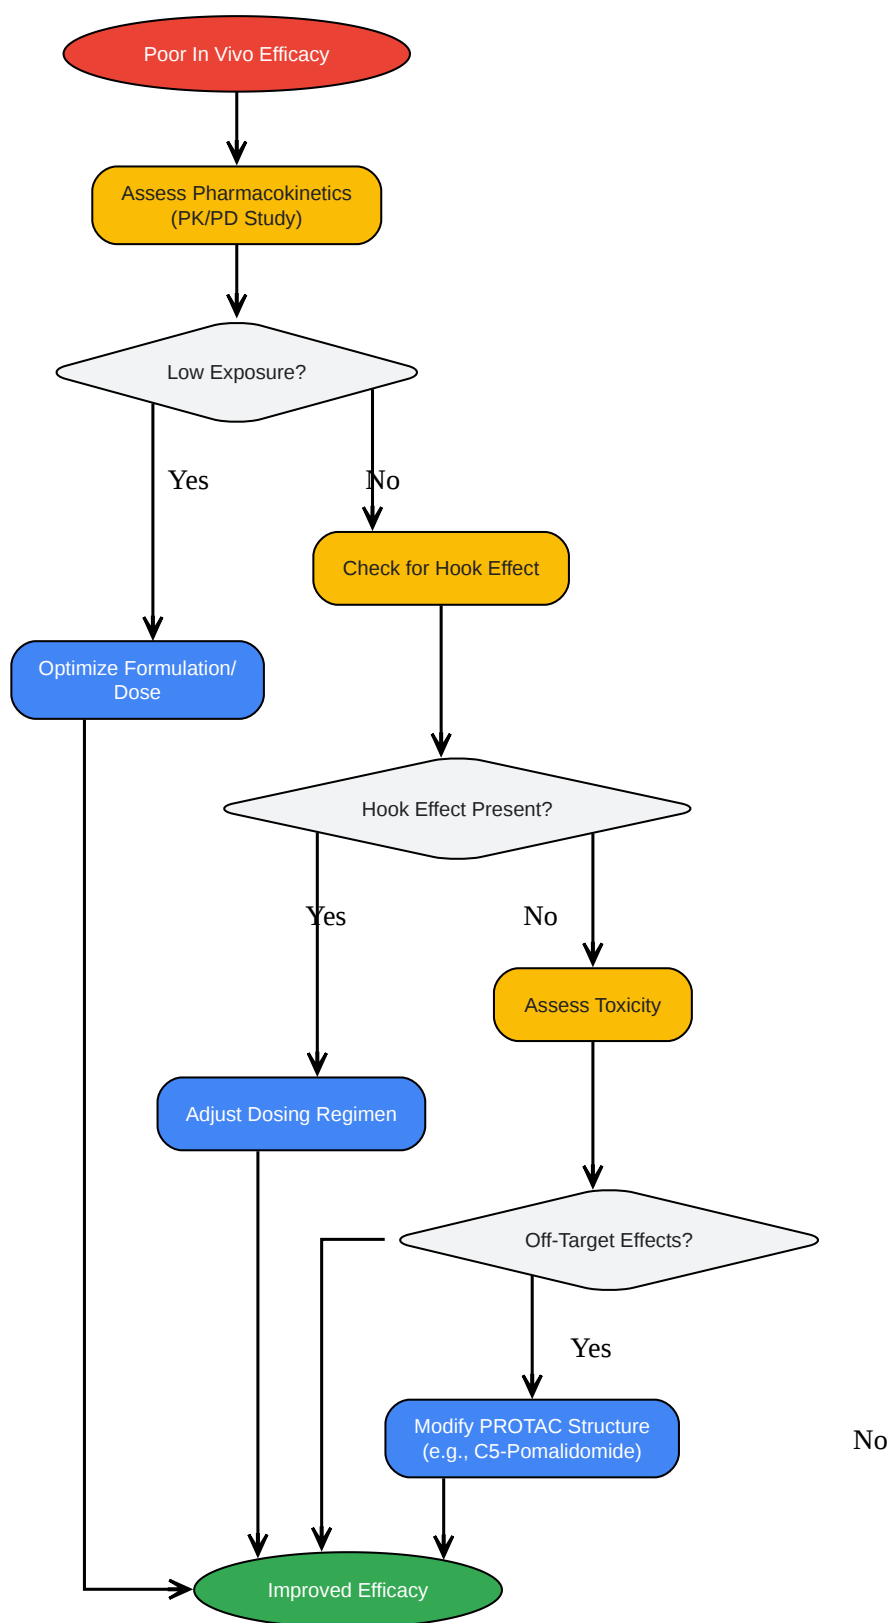 Poor In Vivo Efficacy
Assess Pharmacokinetics
(PK/PD Study)
Low Exposure?
Yes
No
Check for Hook Effect
Optimize Formulation/
Dose
Hook Effect Present?
Yes
No
Assess Toxicity
Adjust Dosing Regimen
Off-Target Effects?
Yes
Modify PROTAC Structure
(e.g., C5-Pomalidomide)
No
Improved Efficacy